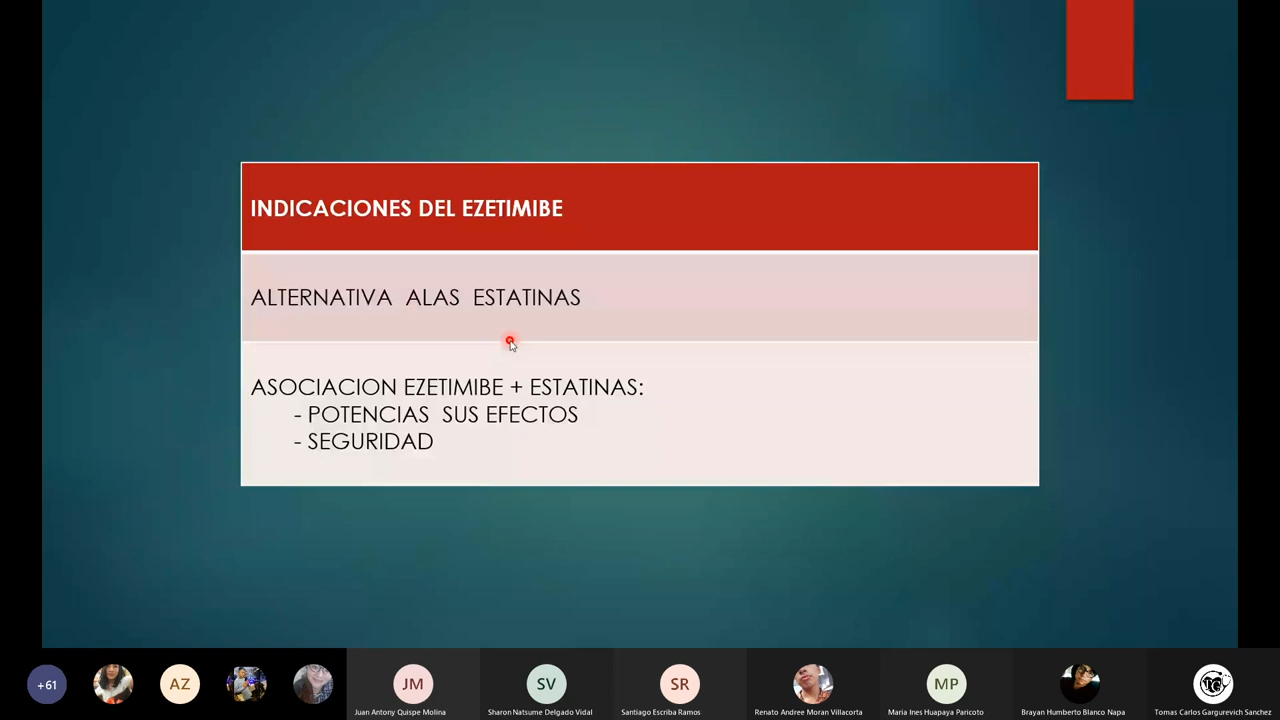 INDICACIONES DEL EZETIMIBE
ALTERNATIVA ALAS ESTATINAS
ASOCIACION EZETIMIBE + ESTATINAS:
- POTENCIAS SUS EFECTOS
- SEGURIDAD
+61
AZ
JM
SV
SR
MP
Juan Antony Quispe Molina
Sharon Natsume Delgado Vidal
Santiago Escriba Ramos
Renato Andree Moran Villacorta
Maria Ines Huapaya Paricoto
Brayan Humberto Blanco Napa
Tomas Carlos Gargurevich Sanchez